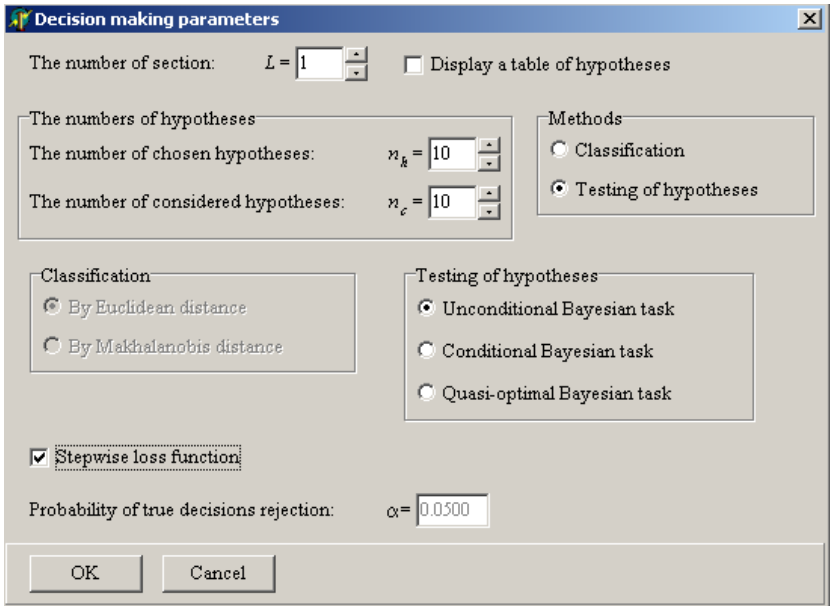 Decision making parameters
The number of section: L = 1 Display a table of hypotheses
The numbers of hypotheses
The number of chosen hypotheses: nh = 10
The number of considered hypotheses: nc = 10
Methods
Classification
Testing of hypotheses
Classification
By Euclidean distance
By Makhalanobis distance
Testing of hypotheses
Unconditional Bayesian task
Conditional Bayesian task
Quasi-optimal Bayesian task
Stepwise loss function
Probability of true decisions rejection: α= 0.0500
OK Cancel